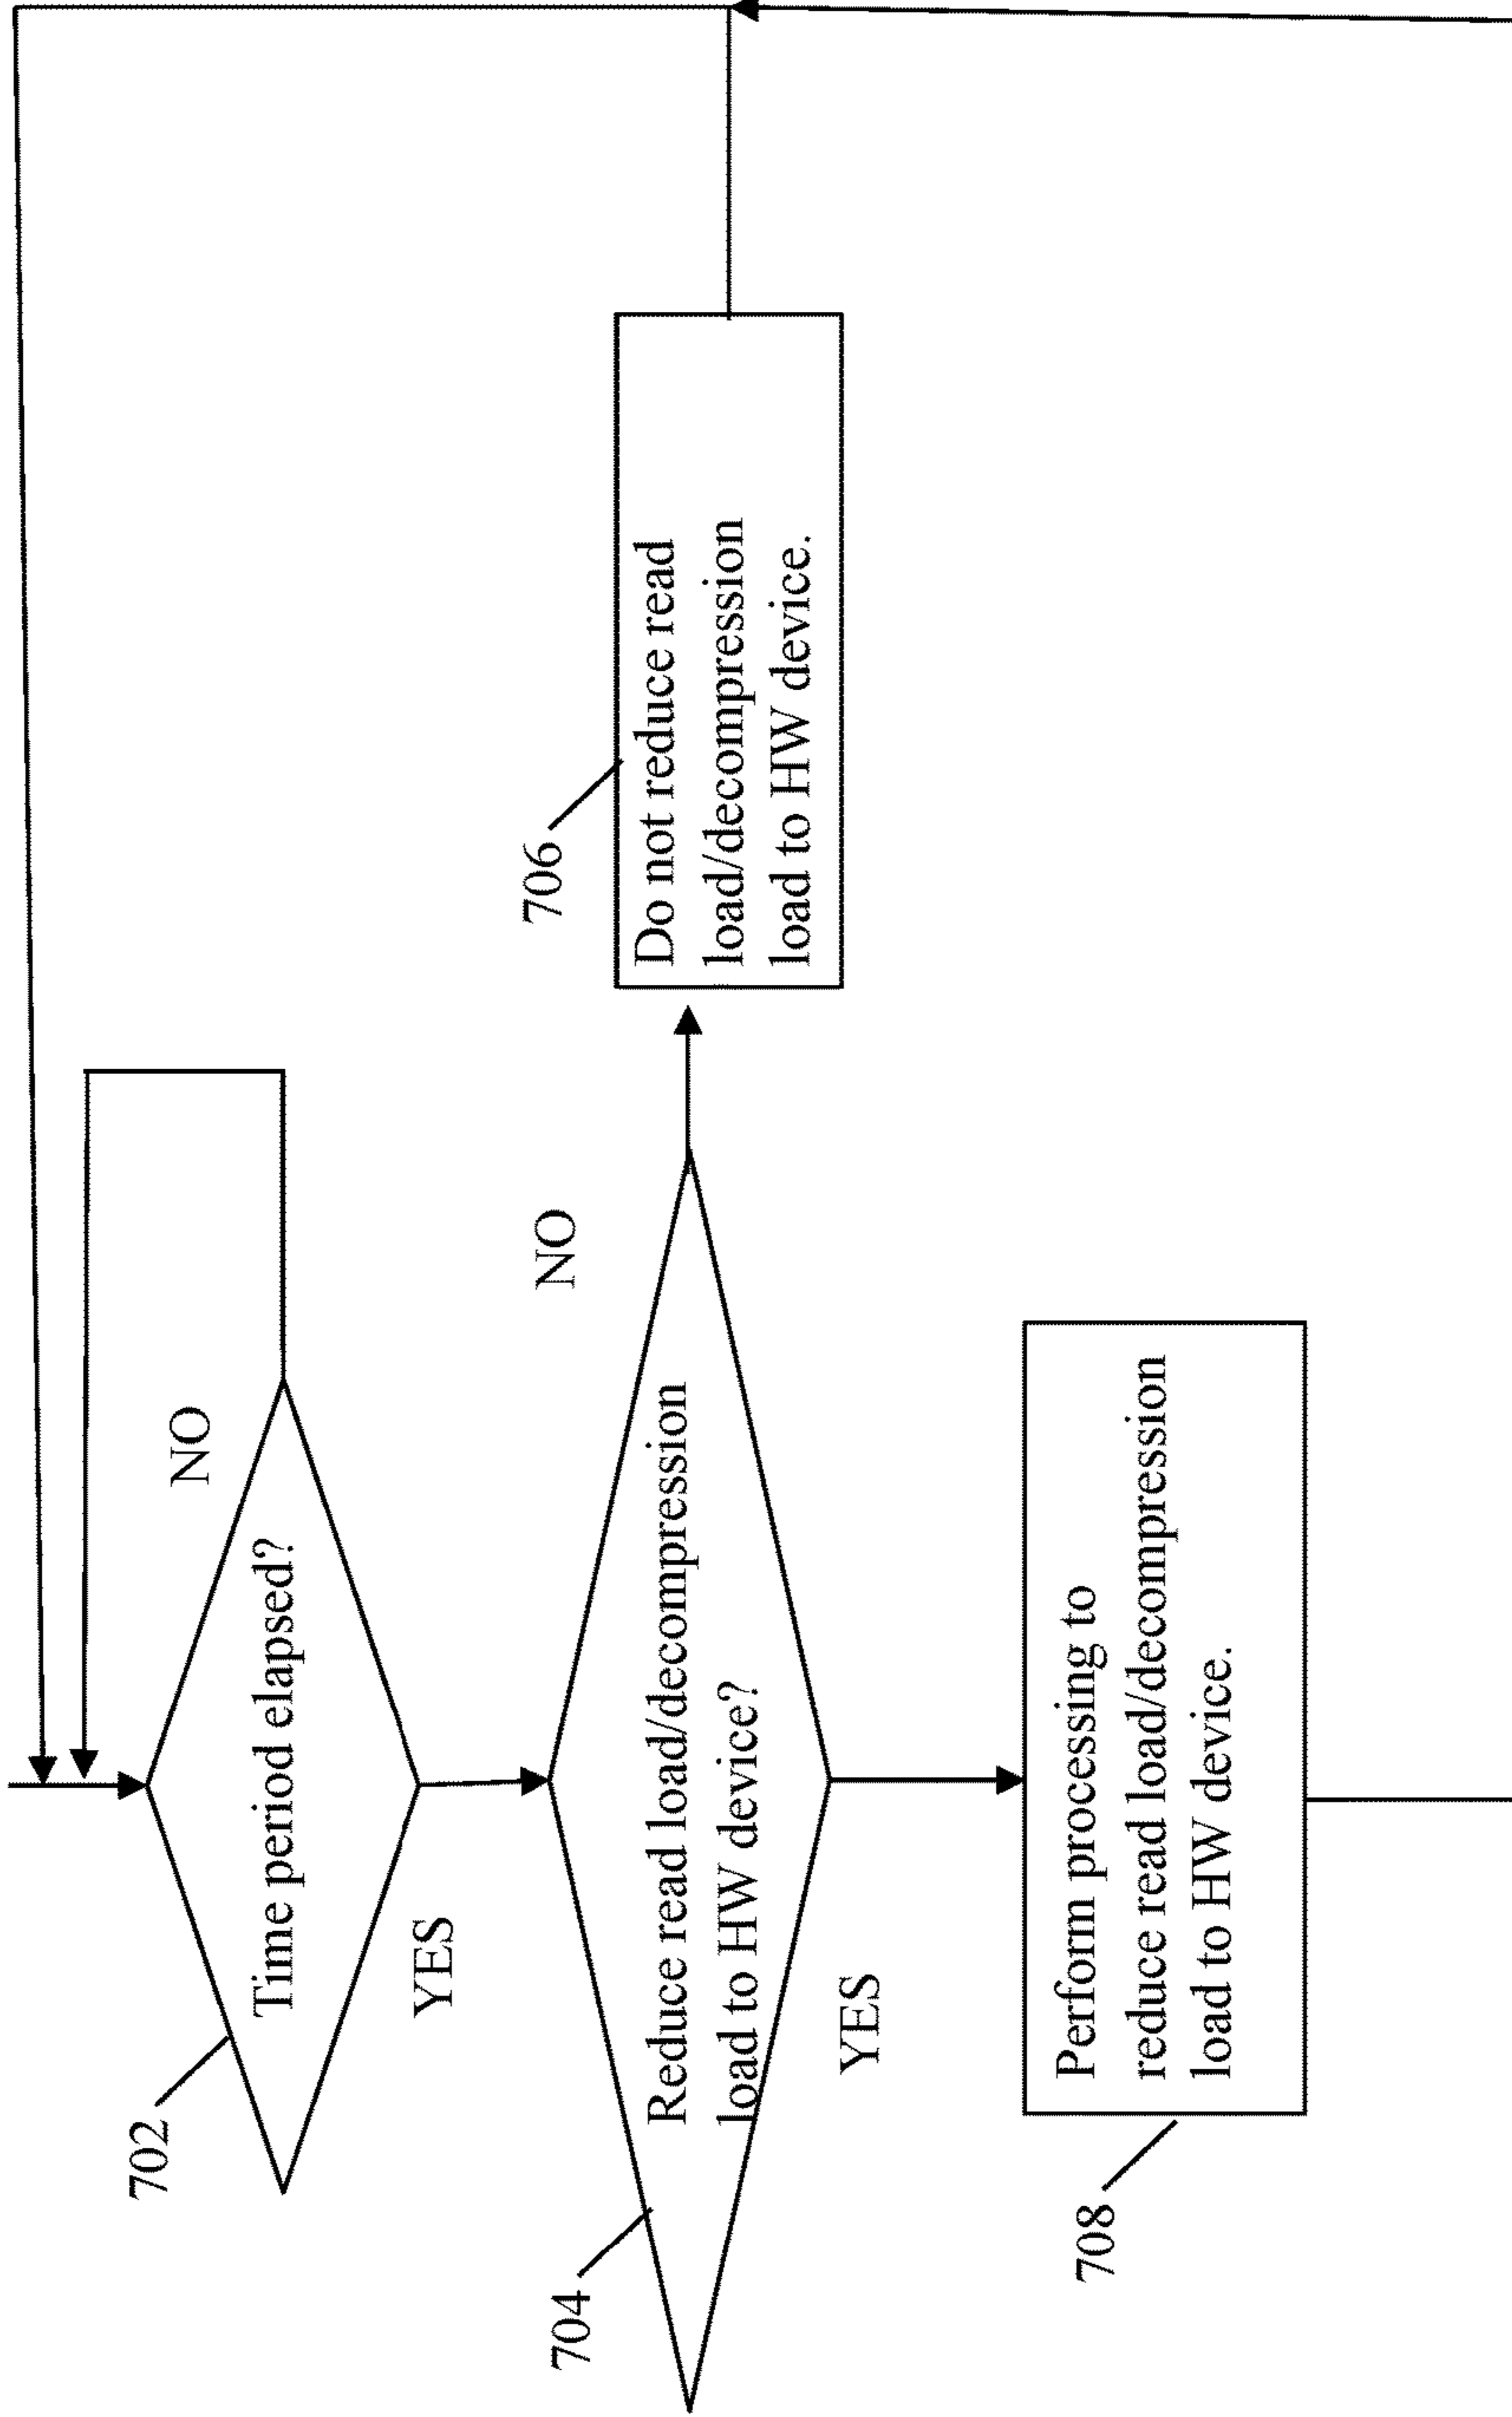 702
Time period elapsed?
NO
YES
704
Reduce read load/decompression
load to HW device?
NO
YES
706
Do not reduce read
load/decompression
load to HW device.
708
Perform processing to
reduce read load/decompression
load to HW device.